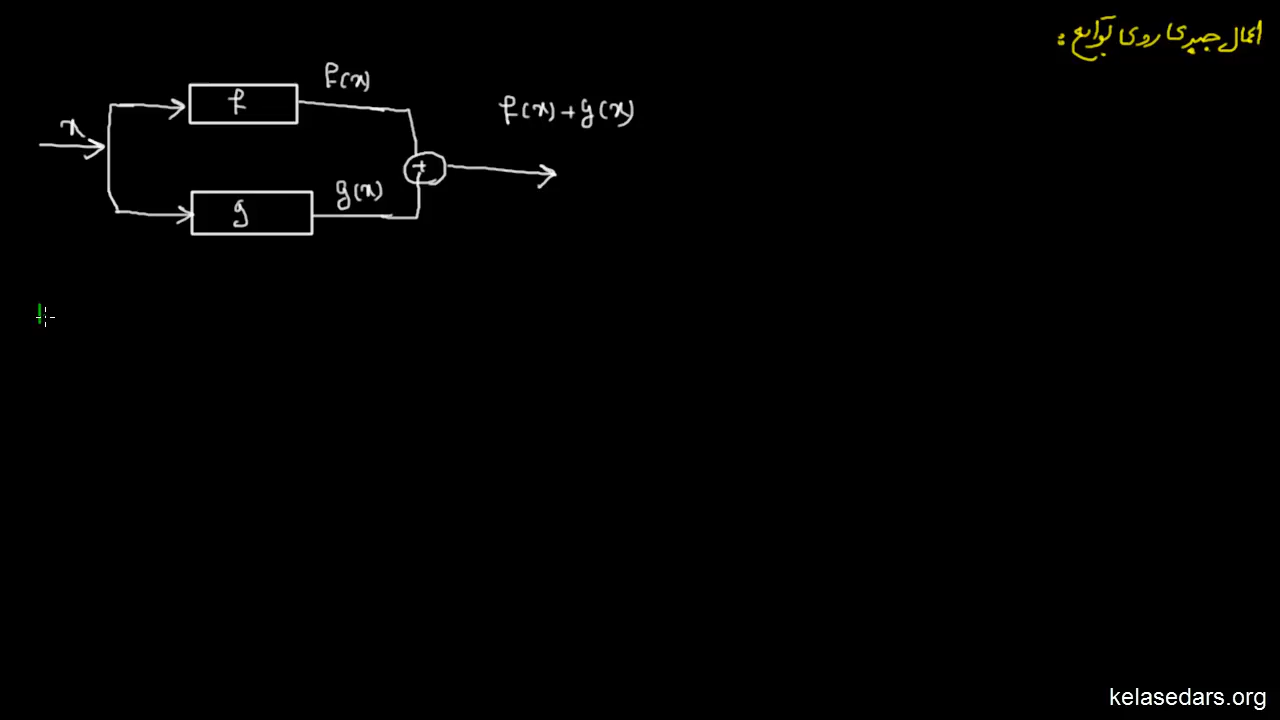 اعمال جبری روی توابع :
f(x)
f
f(x)+g(x)
x
+
g(x)
g
kelasedars.org